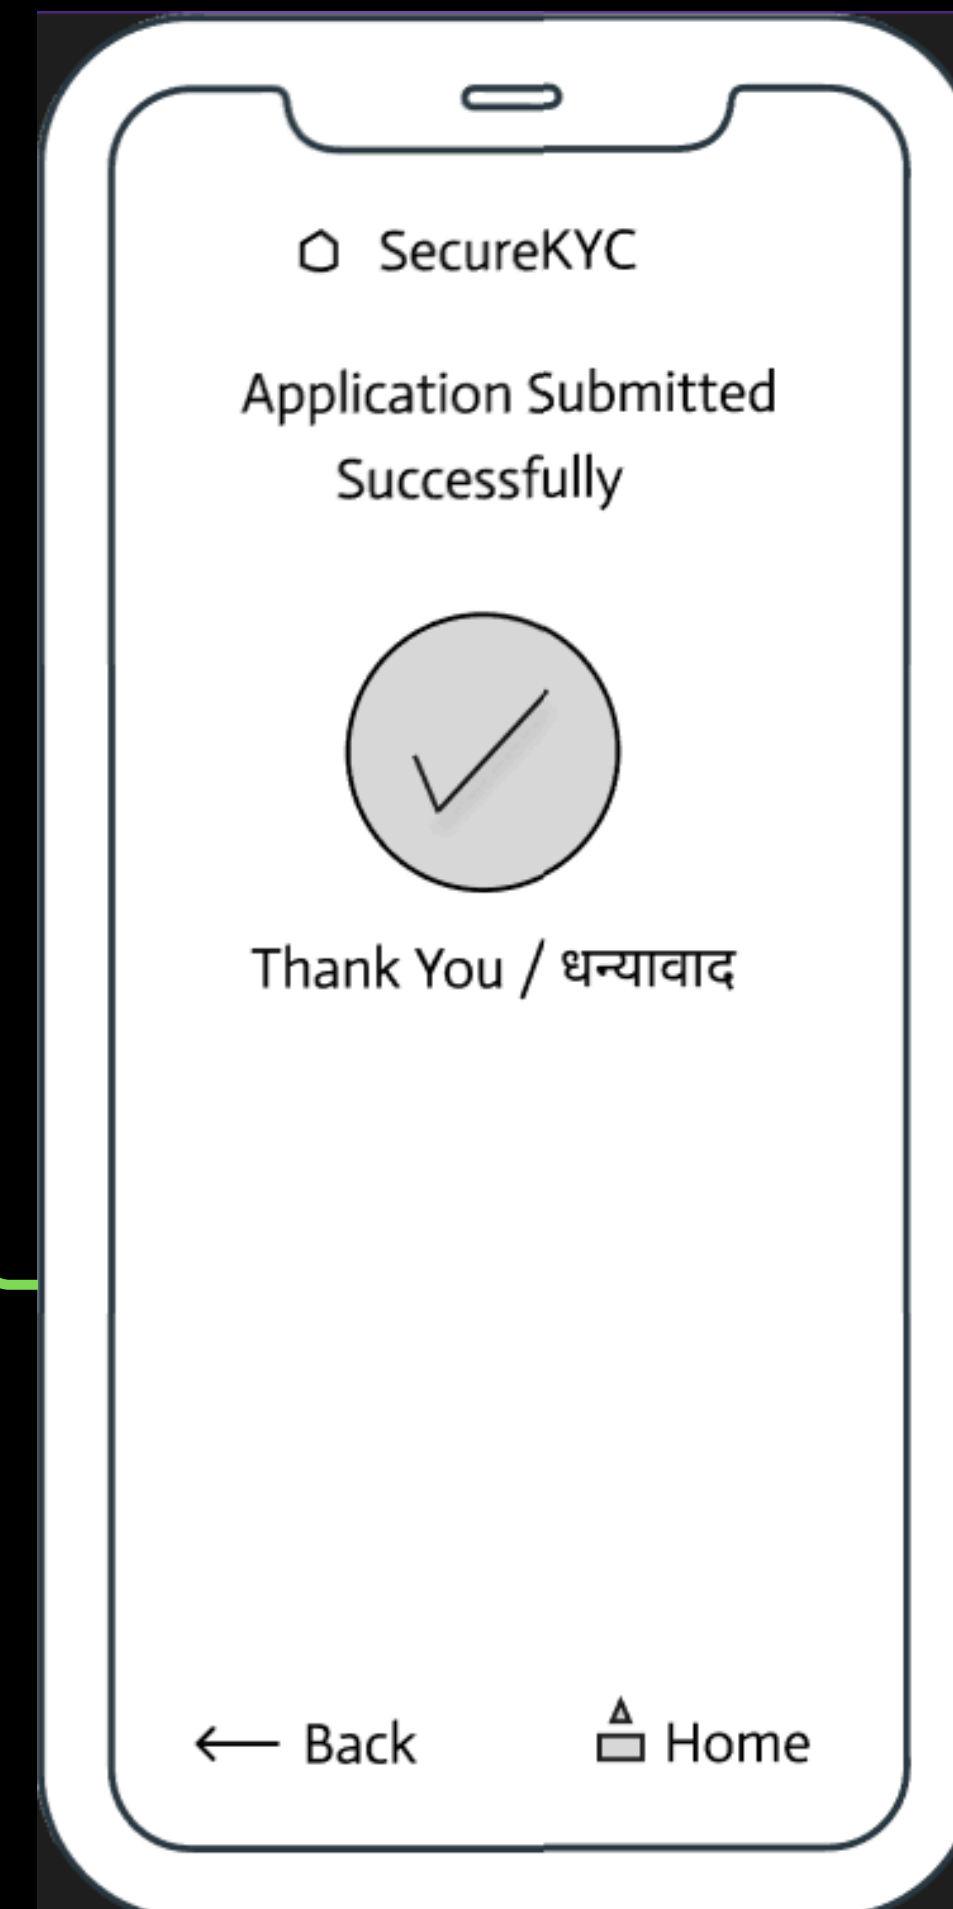 SecureKYC
Application Submitted
Successfully
Thank You / धन्यावाद
Back
Home